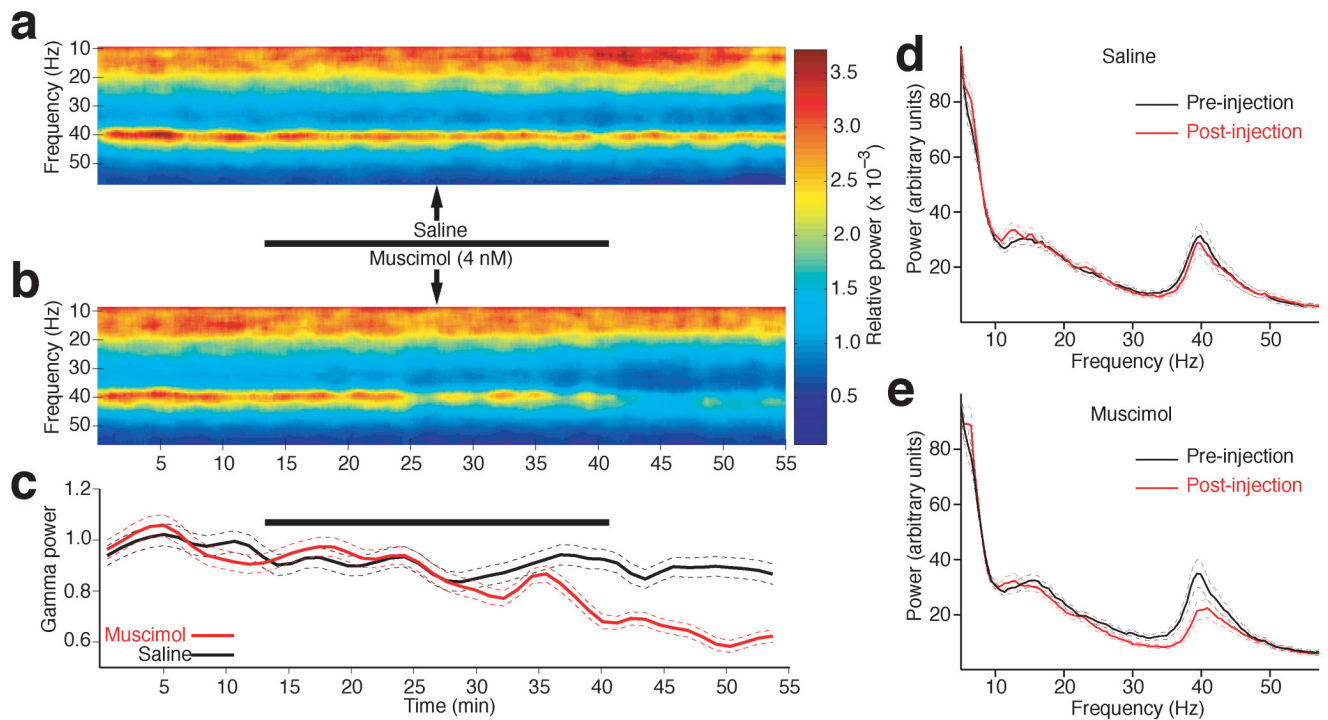 a
Frequency (Hz)
10
20
30
40
50
3.5
3.0
2.5
2.0
1.5
1.0
0.5
Relative power (x 10⁻³)
Saline
Muscimol (4 nM)
b
Frequency (Hz)
10
20
30
40
50
5 10 15 20 25 30 35 40 45 50 55
c
Gamma power
1.2
1.0
0.8
0.6
Muscimol
Saline
5 10 15 20 25 30 35 40 45 50 55
Time (min)
d
Saline
Pre-injection
Post-injection
Power (arbitrary units)
80
60
40
20
10 20 30 40 50
Frequency (Hz)
e
Muscimol
Pre-injection
Post-injection
Power (arbitrary units)
80
60
40
20
10 20 30 40 50
Frequency (Hz)